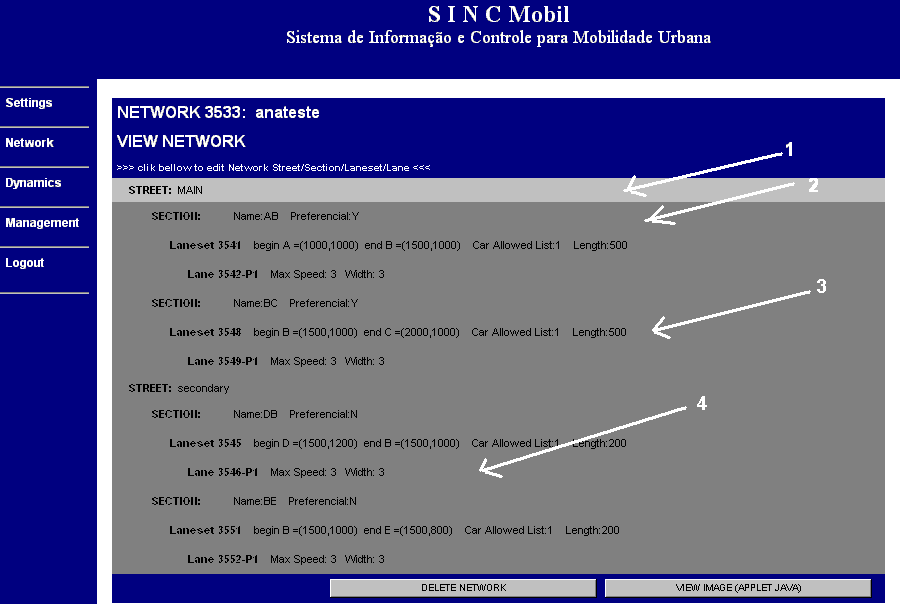 S I N C Mobil
Sistema de Informação e Controle para Mobilidade Urbana
Settings
Network
Dynamics
Management
Logout
NETWORK 3533: anateste
VIEW NETWORK
>>> clik bellow to edit Network Street/Section/Laneset/Lane <<<
1
STREET: MAIN
2
SECTION: Name:AB Preferencial:Y
Laneset 3541 begin A =(1000,1000) end B =(1500,1000) Car Allowed List:1 Length:500
Lane 3542-P1 Max Speed: 3 Width: 3
3
SECTION: Name:BC Preferencial:Y
Laneset 3548 begin B =(1500,1000) end C =(2000,1000) Car Allowed List:1 Length:500
Lane 3549-P1 Max Speed: 3 Width: 3
STREET: secondary
4
SECTION: Name:DB Preferencial:N
Laneset 3545 begin D =(1500,1200) end B =(1500,1000) Car Allowed List:1 Length:200
Lane 3546-P1 Max Speed: 3 Width: 3
SECTION: Name:BE Preferencial:N
Laneset 3551 begin B =(1500,1000) end E =(1500,800) Car Allowed List:1 Length:200
Lane 3552-P1 Max Speed: 3 Width: 3
DELETE NETWORK
VIEW IMAGE (APPLET JAVA)